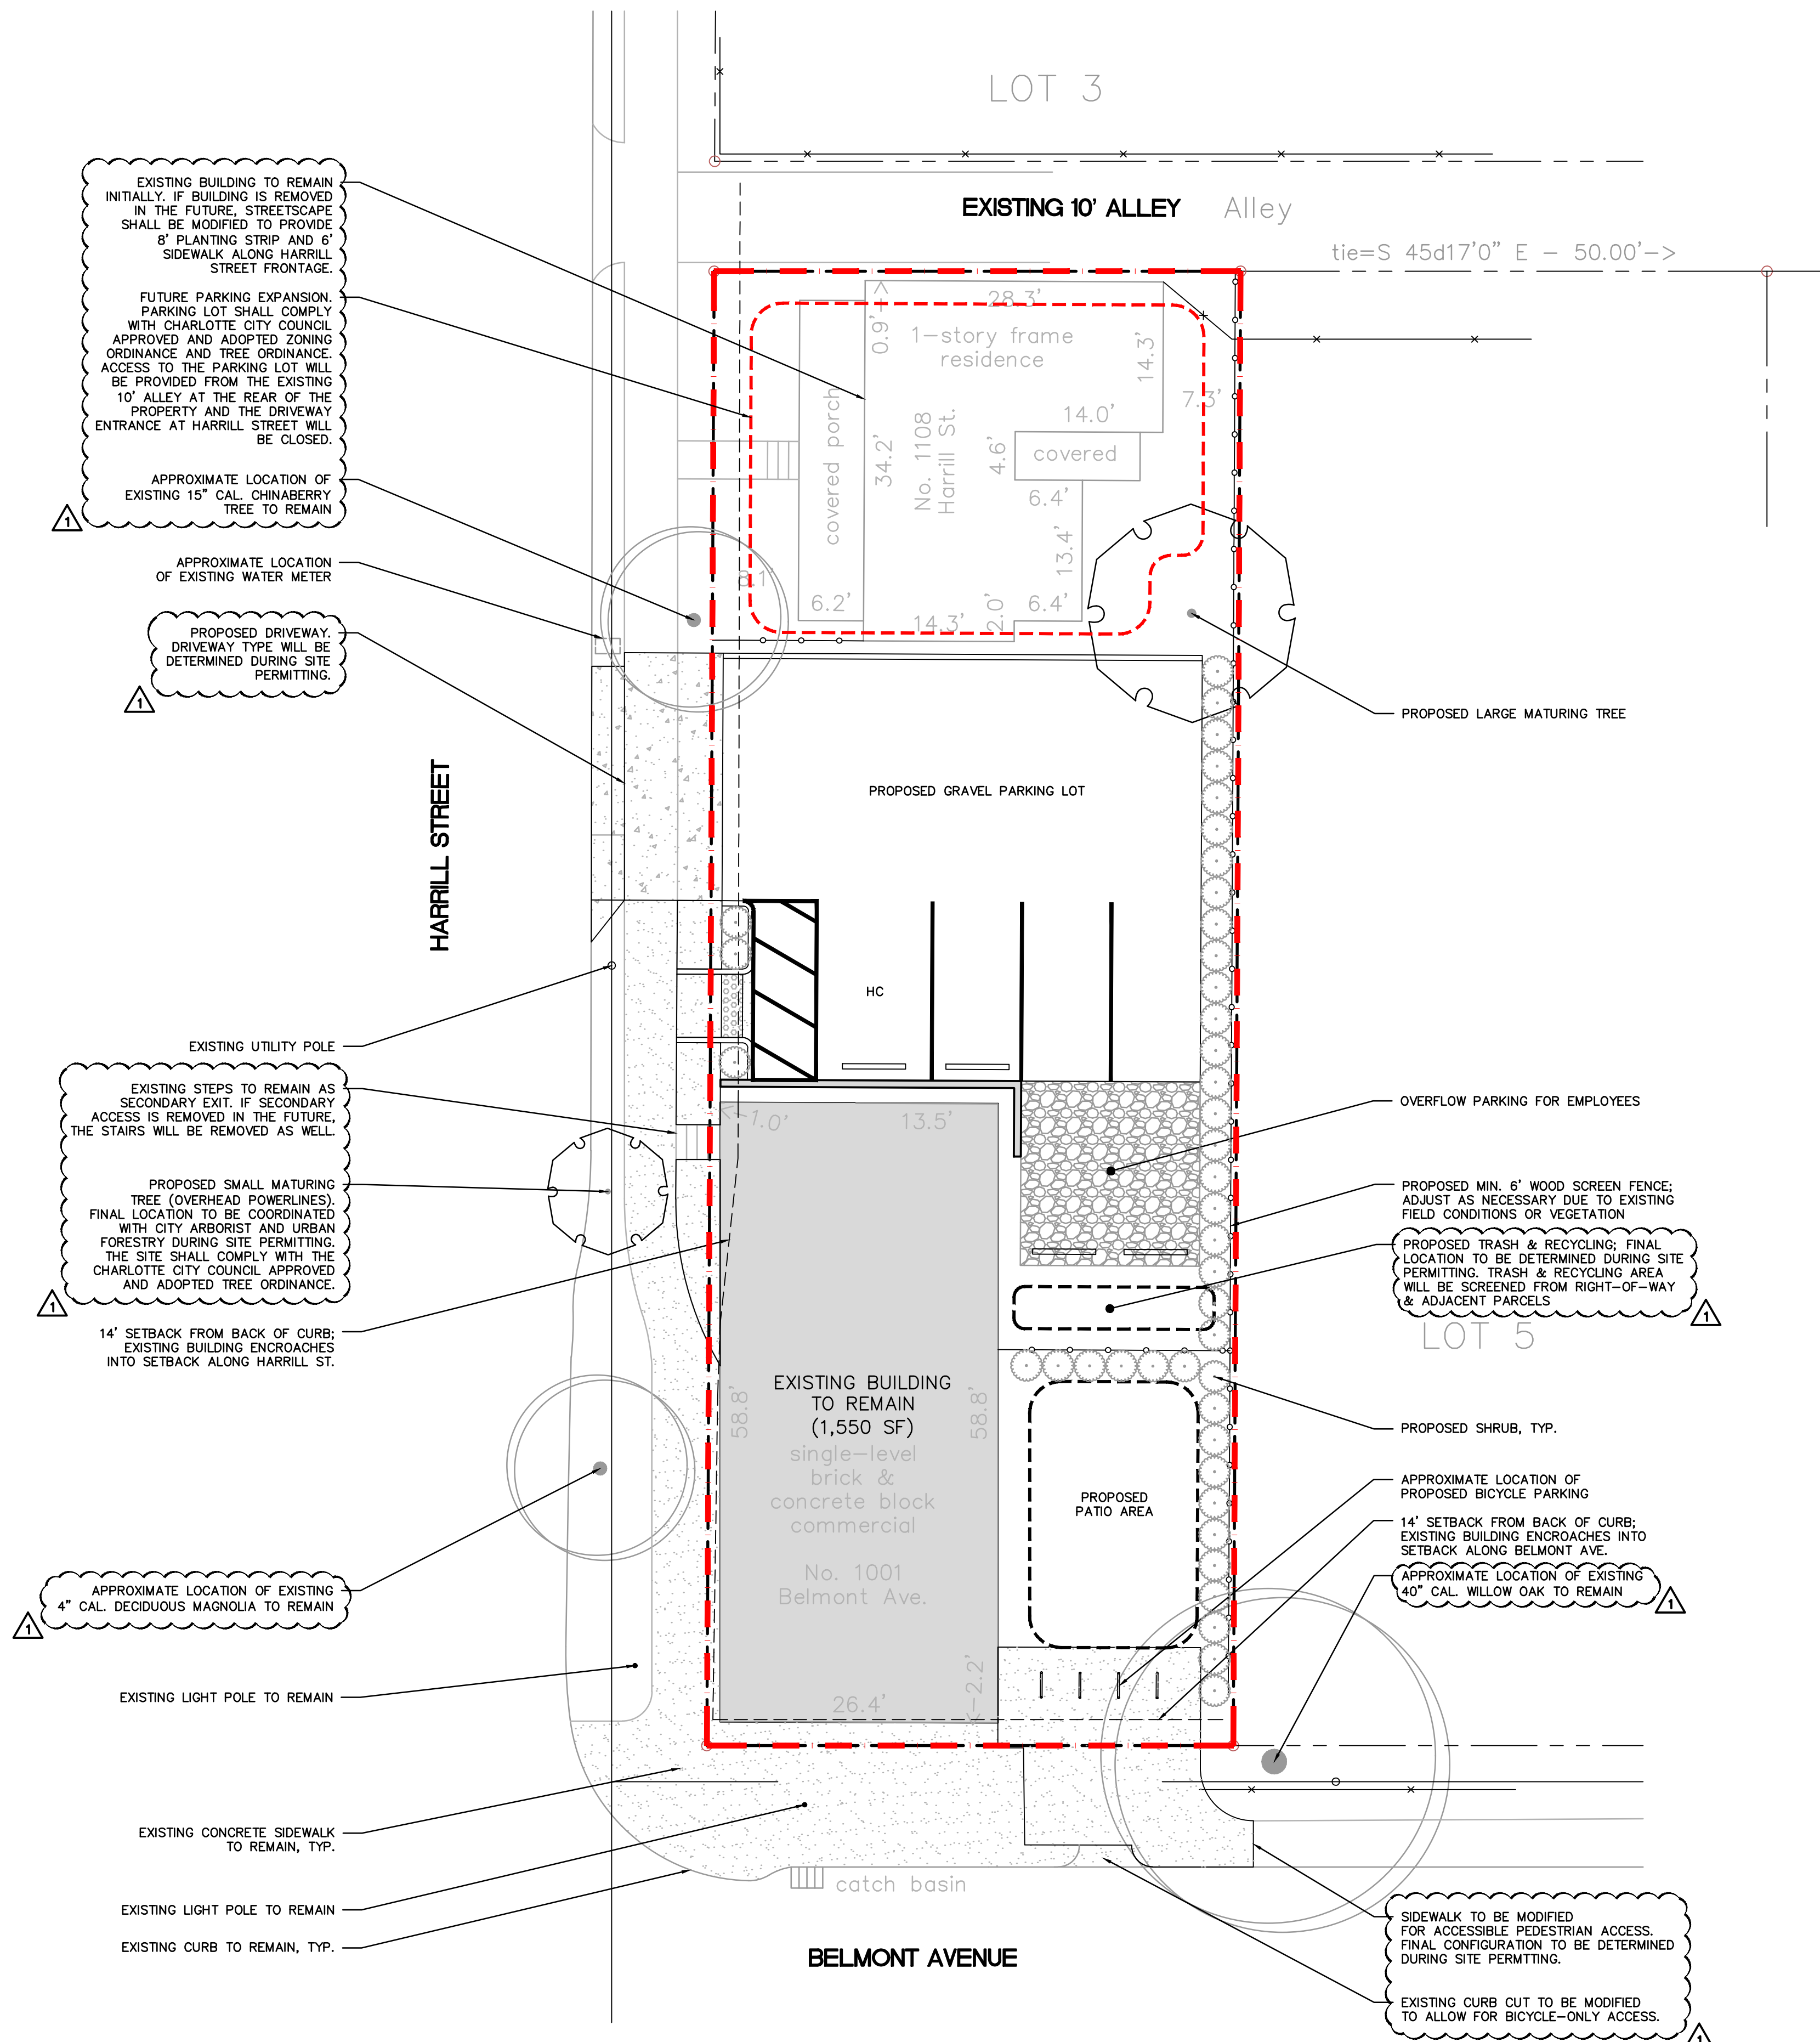 LOT 3
EXISTING 10' ALLEY
Alley
tie=S 45d17'0" E - 50.00'->
EXISTING BUILDING TO REMAIN
INITIALLY. IF BUILDING IS REMOVED
IN THE FUTURE, STREETSCAPE
SHALL BE MODIFIED TO PROVIDE
8' PLANTING STRIP AND 6'
SIDEWALK ALONG HARRILL
STREET FRONTAGE.
FUTURE PARKING EXPANSION.
PARKING LOT SHALL COMPLY
WITH CHARLOTTE CITY COUNCIL
APPROVED AND ADOPTED ZONING
ORDINANCE AND TREE ORDINANCE.
ACCESS TO THE PARKING LOT WILL
BE PROVIDED FROM THE EXISTING
10' ALLEY AT THE REAR OF THE
PROPERTY AND THE DRIVEWAY
ENTRANCE AT HARRILL STREET WILL
BE CLOSED.
APPROXIMATE LOCATION OF
EXISTING 15" CAL. CHINABERRY
TREE TO REMAIN
1
APPROXIMATE LOCATION
OF EXISTING WATER METER
PROPOSED DRIVEWAY.
DRIVEWAY TYPE WILL BE
DETERMINED DURING SITE
PERMITTING.
1
28.3'
0.9'
1-story frame
residence
14.3'
7.3'
14.0'
covered porch
34.2'
No. 1108
Harrill St.
4.6'
covered
6.4'
13.4'
8.1'
6.2'
14.3'
2.0'
6.4'
PROPOSED LARGE MATURING TREE
PROPOSED GRAVEL PARKING LOT
HARRILL STREET
HC
EXISTING UTILITY POLE
EXISTING STEPS TO REMAIN AS
SECONDARY EXIT. IF SECONDARY
ACCESS IS REMOVED IN THE FUTURE,
THE STAIRS WILL BE REMOVED AS WELL.
PROPOSED SMALL MATURING
TREE (OVERHEAD POWERLINES).
FINAL LOCATION TO BE COORDINATED
WITH CITY ARBORIST AND URBAN
FORESTRY DURING SITE PERMITTING.
THE SITE SHALL COMPLY WITH THE
CHARLOTTE CITY COUNCIL APPROVED
AND ADOPTED TREE ORDINANCE.
1
14' SETBACK FROM BACK OF CURB;
EXISTING BUILDING ENCROACHES
INTO SETBACK ALONG HARRILL ST.
1.0'
13.5'
OVERFLOW PARKING FOR EMPLOYEES
PROPOSED MIN. 6' WOOD SCREEN FENCE;
ADJUST AS NECESSARY DUE TO EXISTING
FIELD CONDITIONS OR VEGETATION
PROPOSED TRASH & RECYCLING; FINAL
LOCATION TO BE DETERMINED DURING SITE
PERMITTING. TRASH & RECYCLING AREA
WILL BE SCREENED FROM RIGHT-OF-WAY
& ADJACENT PARCELS
1
LOT 5
58.8'
EXISTING BUILDING
TO REMAIN
(1,550 SF)
58.8'
single-level
brick &
concrete block
commercial
No. 1001
Belmont Ave.
PROPOSED
PATIO AREA
PROPOSED SHRUB, TYP.
APPROXIMATE LOCATION OF
PROPOSED BICYCLE PARKING
14' SETBACK FROM BACK OF CURB;
EXISTING BUILDING ENCROACHES INTO
SETBACK ALONG BELMONT AVE.
APPROXIMATE LOCATION OF EXISTING
40" CAL. WILLOW OAK TO REMAIN
1
APPROXIMATE LOCATION OF EXISTING
4" CAL. DECIDUOUS MAGNOLIA TO REMAIN
1
EXISTING LIGHT POLE TO REMAIN
26.4'
<-2.2'
EXISTING CONCRETE SIDEWALK
TO REMAIN, TYP.
EXISTING LIGHT POLE TO REMAIN
EXISTING CURB TO REMAIN, TYP.
catch basin
BELMONT AVENUE
SIDEWALK TO BE MODIFIED
FOR ACCESSIBLE PEDESTRIAN ACCESS.
FINAL CONFIGURATION TO BE DETERMINED
DURING SITE PERMTTING.
EXISTING CURB CUT TO BE MODIFIED
TO ALLOW FOR BICYCLE-ONLY ACCESS.
1